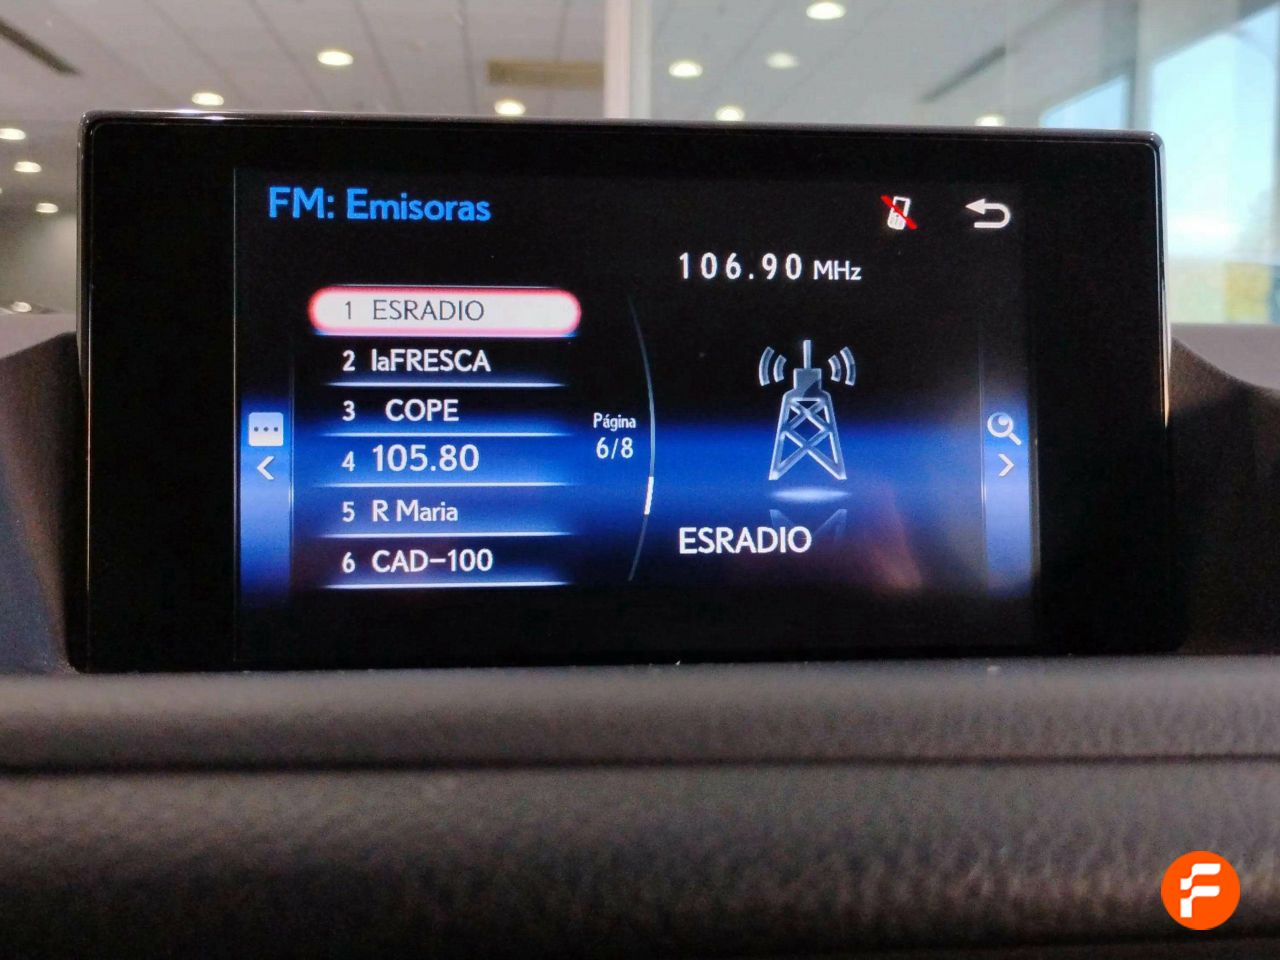 FM: Emisoras
106.90 MHz
1 ESRADIO
2 laFRESCA
3 COPE
4 105.80
5 R Maria
6 CAD-100
Página
6/8
ESRADIO